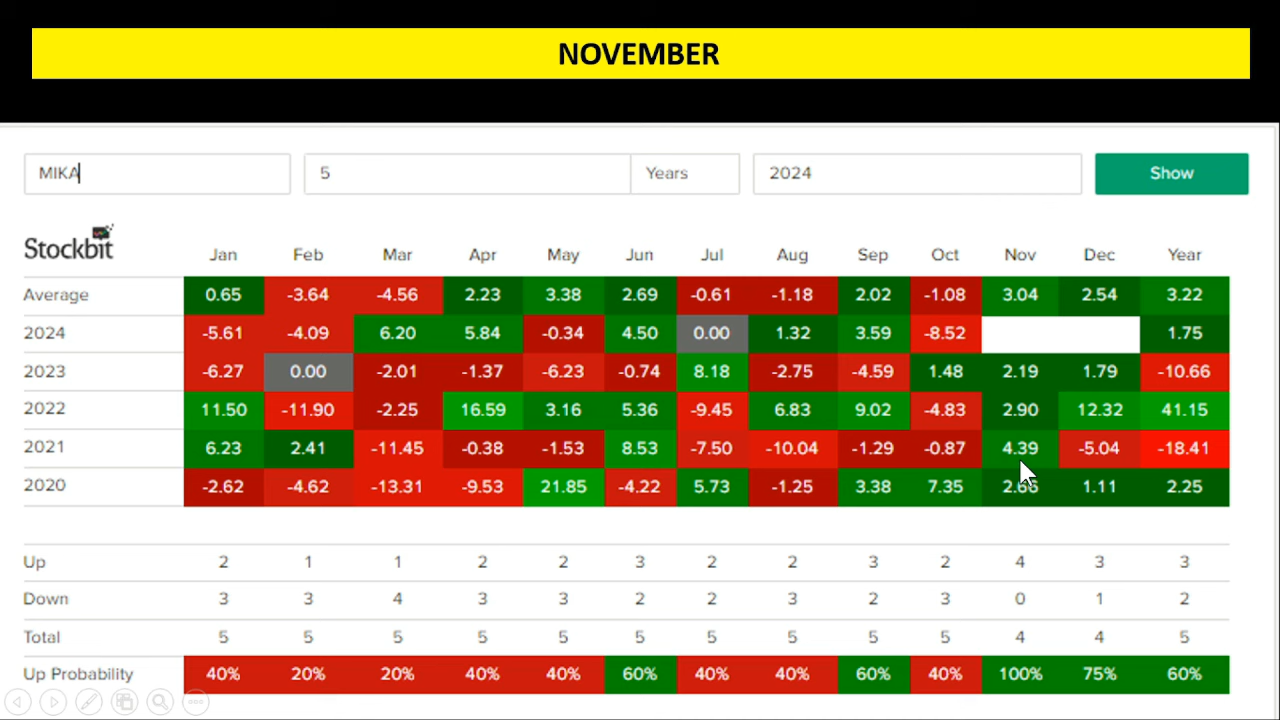 NOVEMBER
MIKA 5 Years 2024 Show
Stockbit Jan Feb Mar Apr May Jun Jul Aug Sep Oct Nov Dec Year
Average 0.65 -3.64 -4.56 2.23 3.38 2.69 -0.61 -1.18 2.02 -1.08 3.04 2.54 3.22
2024 -5.61 -4.09 6.20 5.84 -0.34 4.50 0.00 1.32 3.59 -8.52 1.75
2023 -6.27 0.00 -2.01 -1.37 -6.23 -0.74 8.18 -2.75 -4.59 1.48 2.19 1.79 -10.66
2022 11.50 -11.90 -2.25 16.59 3.16 5.36 -9.45 6.83 9.02 -4.83 2.90 12.32 41.15
2021 6.23 2.41 -11.45 -0.38 -1.53 8.53 -7.50 -10.04 -1.29 -0.87 4.39 -5.04 -18.41
2020 -2.62 -4.62 -13.31 -9.53 21.85 -4.22 5.73 -1.25 3.38 7.35 1.11 2.25
Up 2 1 1 2 2 3 2 2 3 2 4 3 3
Down 3 3 4 3 3 2 2 3 2 3 0 1 2
Total 5 5 5 5 5 5 5 5 5 5 4 4 5
Up Probability 40% 20% 20% 40% 40% 60% 40% 40% 60% 40% 100% 75% 60%